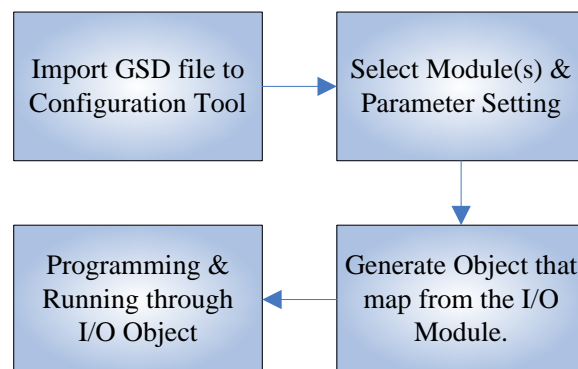 Import GSD file to
Configuration Tool
Select Module(s) &
Parameter Setting
Generate Object that
map from the I/O
Module.
Programming &
Running through
I/O Object